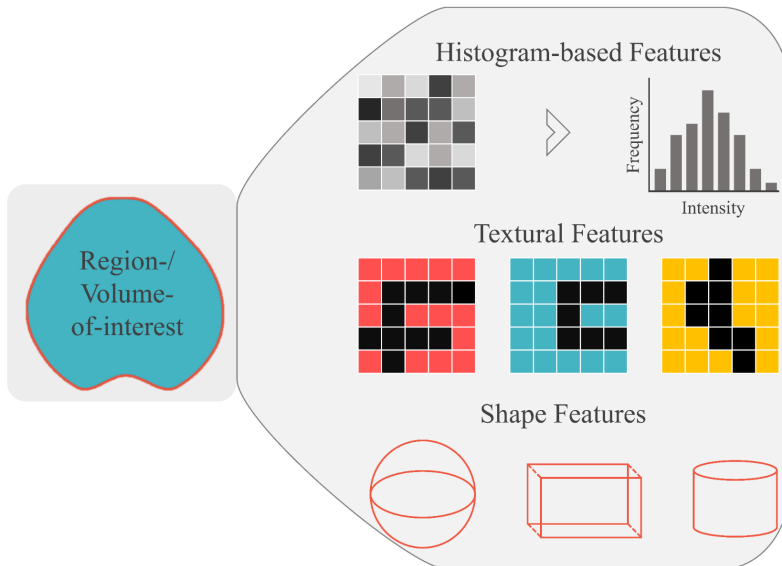 Histogram-based Features
Frequency
Intensity
Region-/
Volume-
of-interest
Textural Features
Shape Features